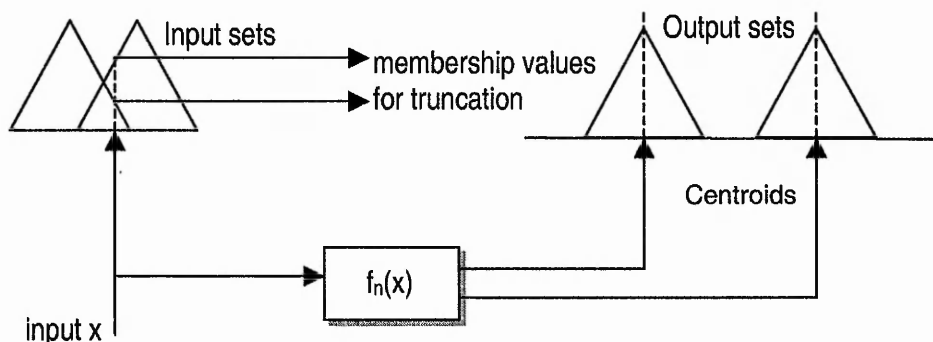 Input sets
membership values
for truncation
Output sets
Centroids
fn(x)
input x